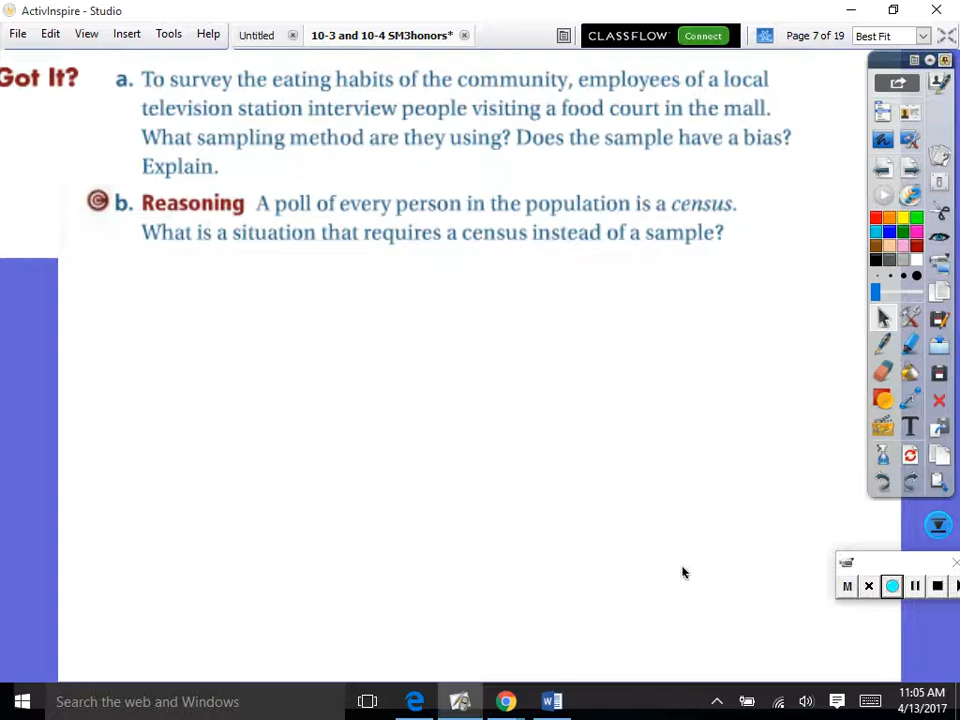 ActivInspire - Studio
File Edit View Insert Tools Help Untitled 10-3 and 10-4 SM3honors* CLASSFLOW Connect Page 7 of 19 Best Fit
Got It? a. To survey the eating habits of the community, employees of a local
television station interview people visiting a food court in the mall.
What sampling method are they using? Does the sample have a bias?
Explain.
C b. Reasoning A poll of every person in the population is a census.
What is a situation that requires a census instead of a sample?
T
M
Search the web and Windows
11:05 AM
4/13/2017